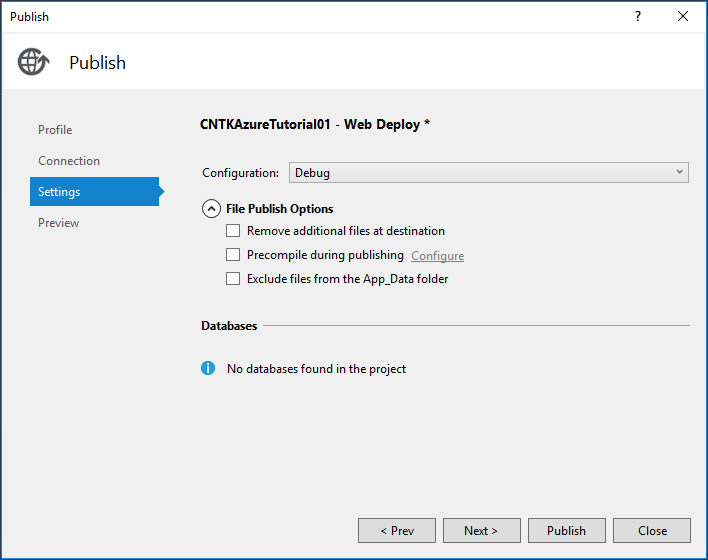 Publish
?
Publish
Profile
Connection
Settings
Preview
CNTKAzureTutorial01 - Web Deploy *
Configuration: Debug
File Publish Options
Remove additional files at destination
Precompile during publishing Configure
Exclude files from the App_Data folder
Databases
No databases found in the project
< Prev Next > Publish Close